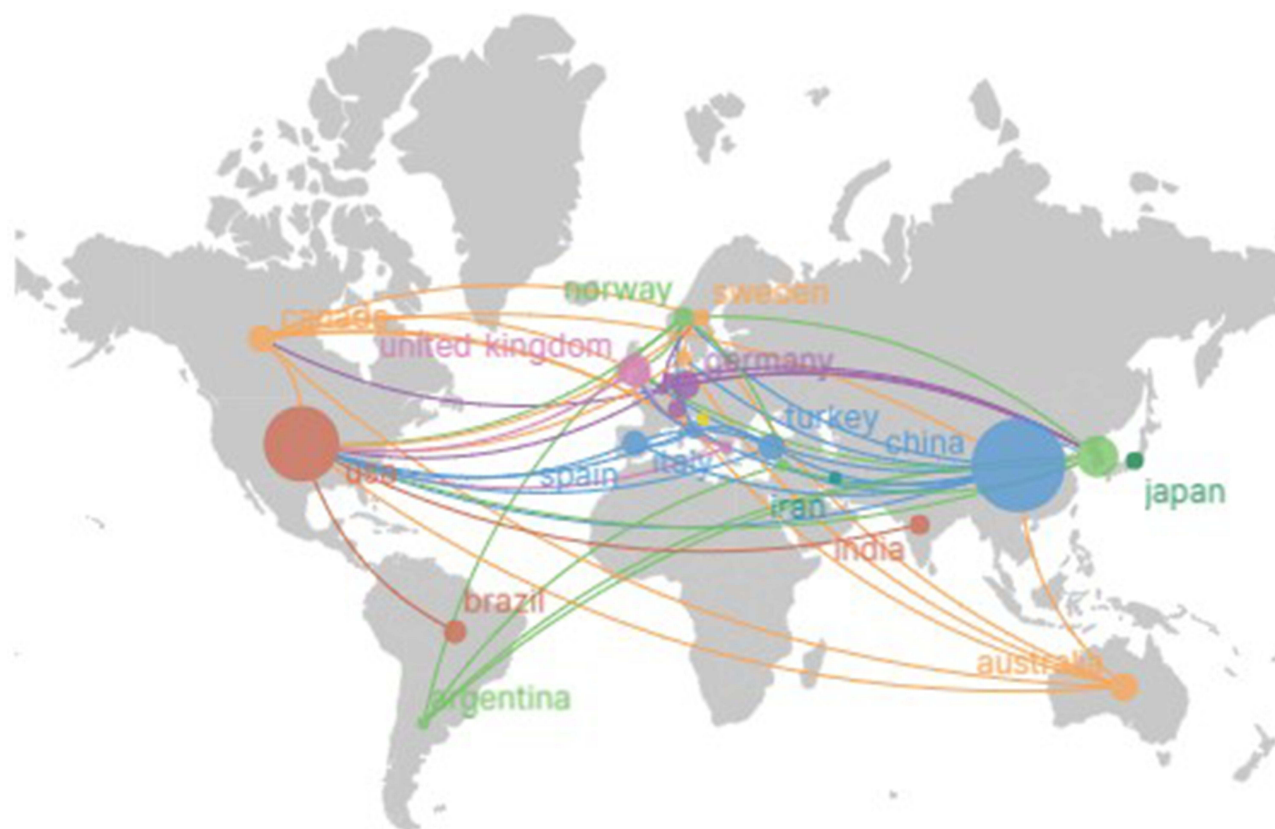 norway
sweden
canada
united kingdom
germany
turkey
china
usa
spain
italy
japan
iran
india
brazil
australia
argentina